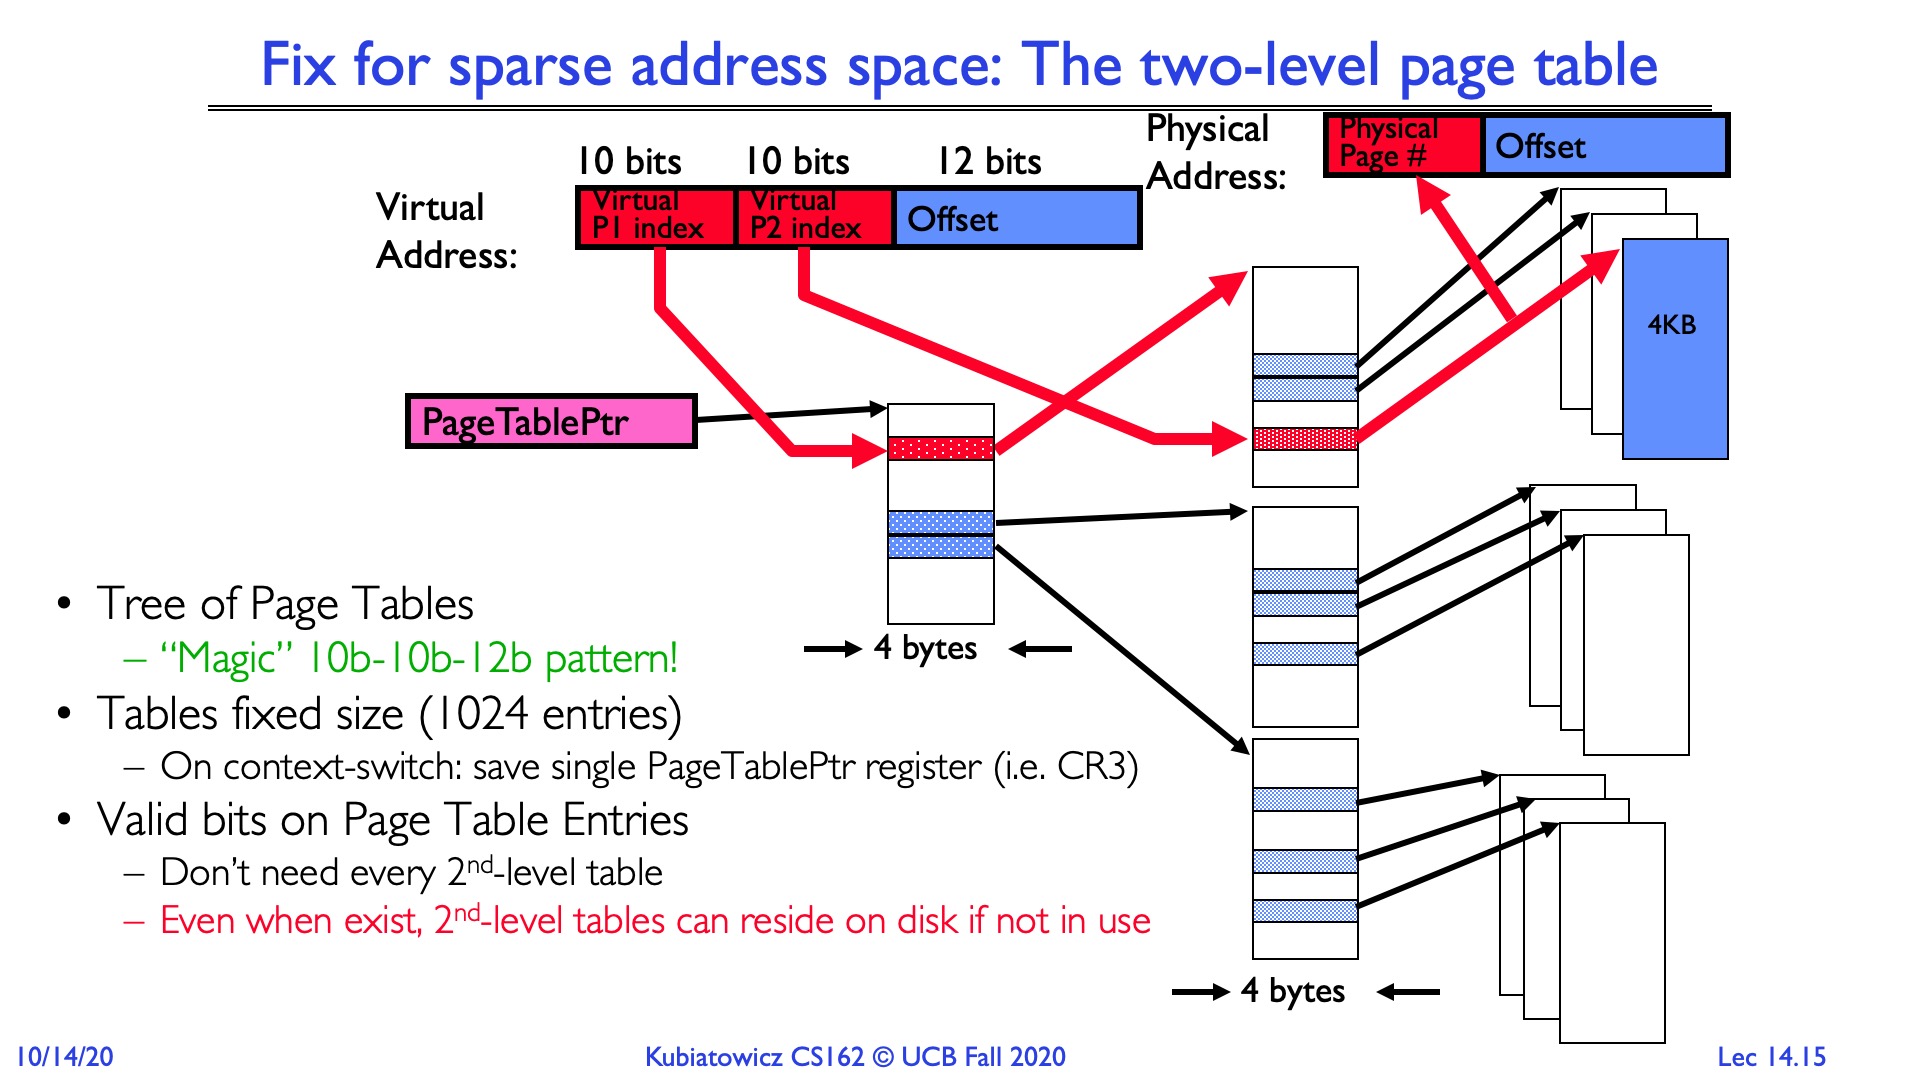 Fix for sparse address space: The two-level page table
Physical
Address:
Physical
Page #
Offset
10 bits
10 bits
12 bits
Virtual
Address:
Virtual
P1 index
Virtual
P2 index
Offset
4KB
PageTablePtr
4 bytes
• Tree of Page Tables
– “Magic” 10b-10b-12b pattern!
• Tables fixed size (1024 entries)
– On context-switch: save single PageTablePtr register (i.e. CR3)
• Valid bits on Page Table Entries
– Don’t need every 2nd-level table
– Even when exist, 2nd-level tables can reside on disk if not in use
4 bytes
10/14/20
Kubiatowicz CS162 © UCB Fall 2020
Lec 14.15